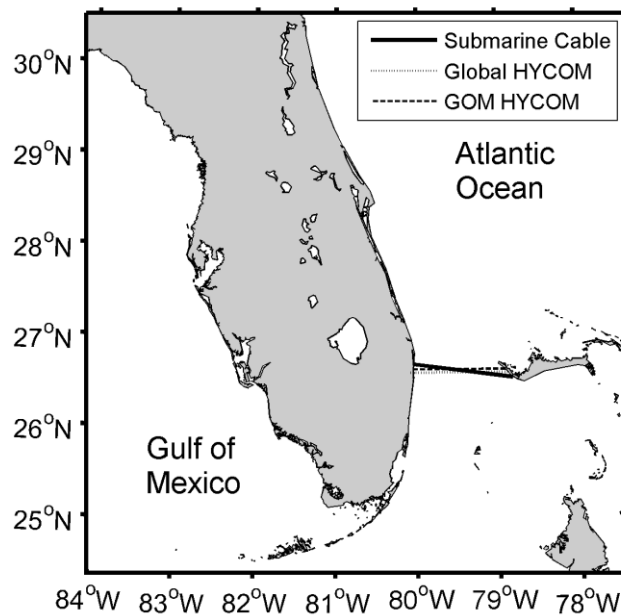 Submarine Cable
Global HYCOM
GOM HYCOM
Atlantic
Ocean
Gulf of
Mexico
30°N
29°N
28°N
27°N
26°N
25°N
84°W 83°W 82°W 81°W 80°W 79°W 78°W